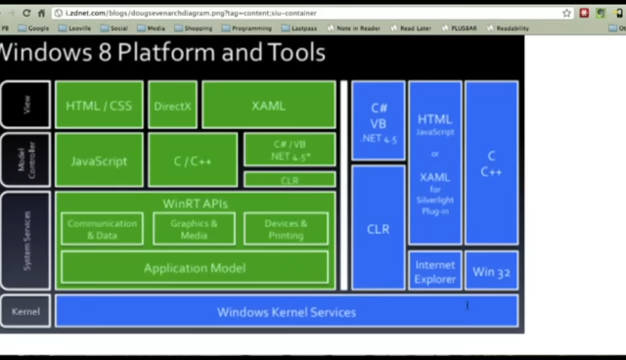 i.zdnet.com/blogs/dougsevenarchdiagram.png?tag=content;siu-container
FB Google Leoville Social Media Shopping Programming Lastpass Note in Reader Read Later PLUSBAR Readability
Windows 8 Platform and Tools
View
HTML / CSS
DirectX
XAML
Model
Controller
JavaScript
C / C++
C# / VB
.NET 4.5*
CLR
System Services
WinRT APIs
Communication
& Data
Graphics &
Media
Devices &
Printing
Application Model
C#
VB
.NET 4.5
CLR
HTML
JavaScript
or
XAML
for
Silverlight
Plug-in
Internet
Explorer
C
C++
Win 32
Kernel
Windows Kernel Services